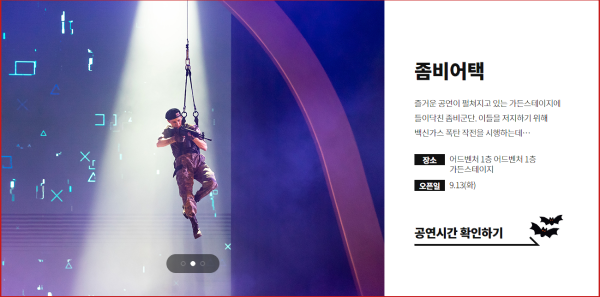 좀비어택
즐거운 공연이 펼쳐지고 있는 가든스테이지에
들이닥친 좀비군단, 이들을 저지하기 위해
백신가스 폭탄 작전을 시행하는데…
장소 어드벤처 1층 어드벤처 1층
가든스테이지
오픈일 9.13(화)
공연시간 확인하기